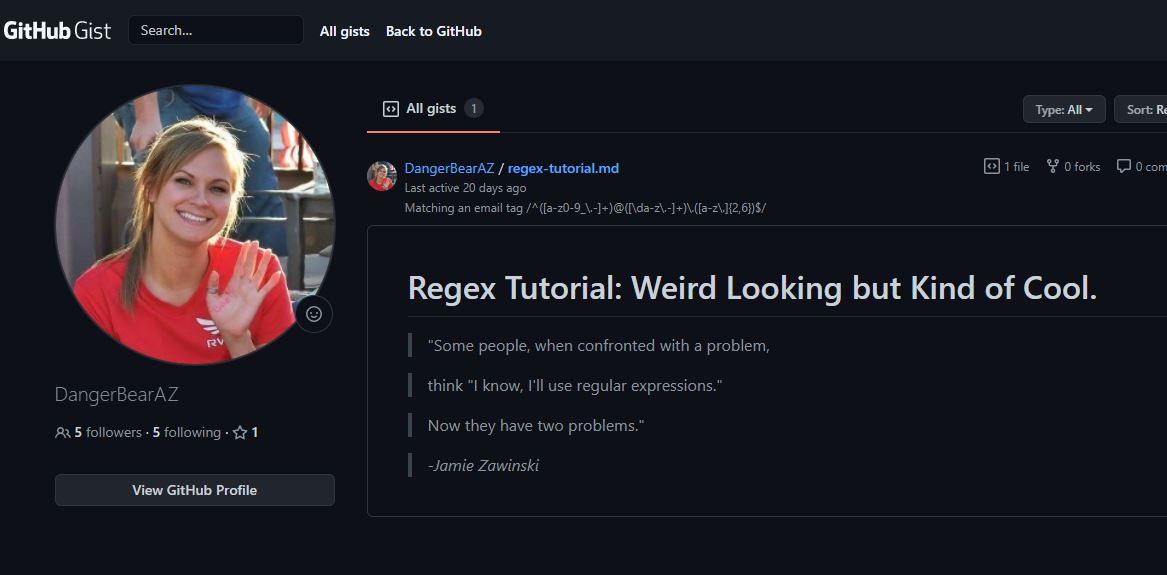 GitHub Gist Search... All gists Back to GitHub
All gists 1
Type: All Sort: Re
DangerBearAZ / regex-tutorial.md
1 file 0 forks 0 com
Last active 20 days ago
Matching an email tag /^([a-z0-9_\.-]+)@([\da-z\.-]+)\.([a-z\.]{2,6})$/
Regex Tutorial: Weird Looking but Kind of Cool.
"Some people, when confronted with a problem,
think "I know, I'll use regular expressions."
Now they have two problems."
-Jamie Zawinski
RV
DangerBearAZ
5 followers · 5 following · 1
View GitHub Profile